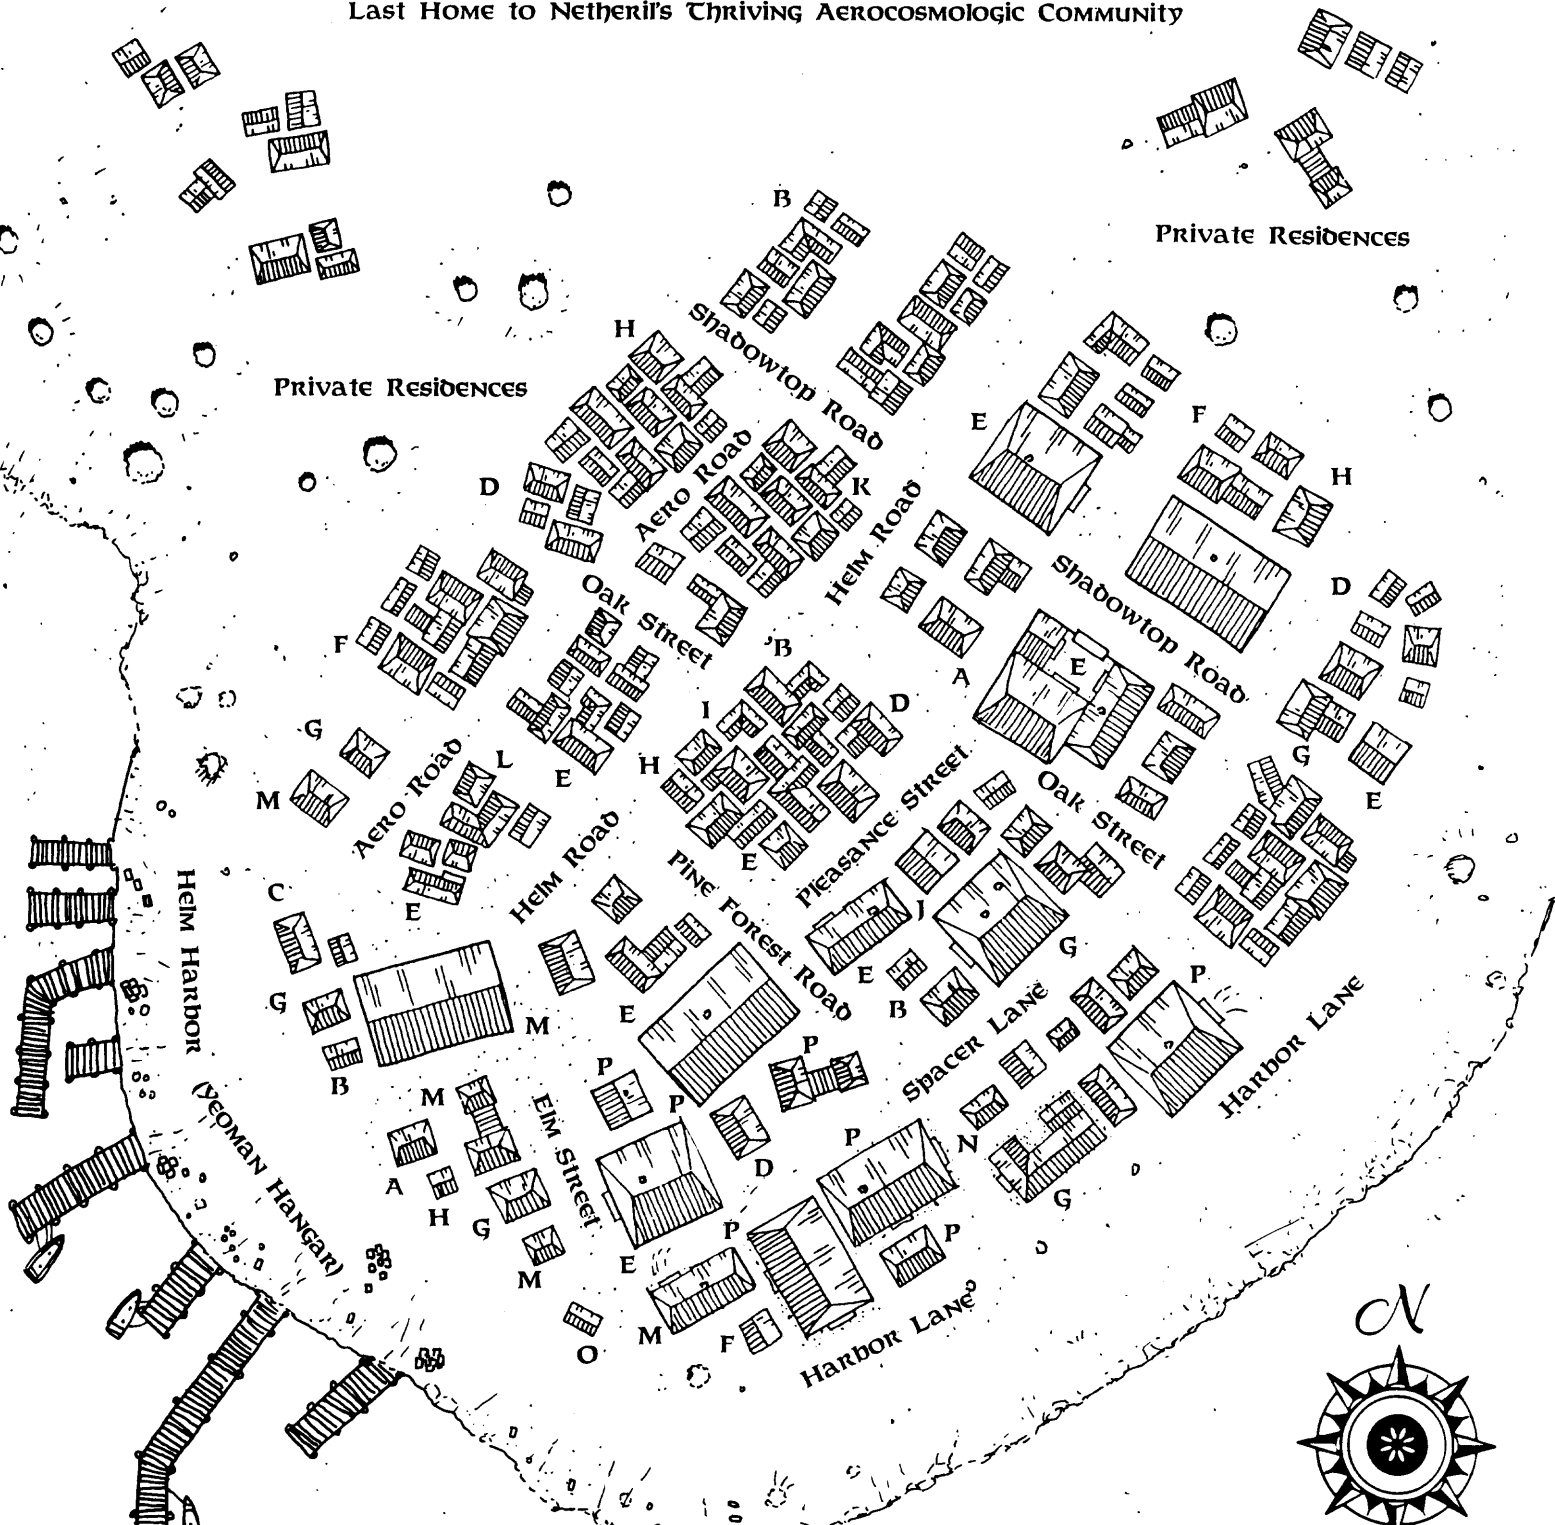 Last Home to Netheril's Thriving Aerocosmologic Community
B
Private Residences
H
Shadowtop Road
Private Residences
E
F
H
D
Aero Road
K
Helm Road
Oak Street
Shadowtop Road
D
F
'B
A
E
I
D
G
G
H
E
M
Aero Road
L
E
Pleasance Street
Oak Street
Helm Road
Pine Forest Road
E
C
E
J
G
E
B
P
Helm Harbor
G
M
E
Spacer Lane
Harbor Lane
B
P
P
P
(Yeoman Hangar)
M
Elm Street
P
N
A
D
G
H
G
P
P
M
E
O
M
F
Harbor Lane
N